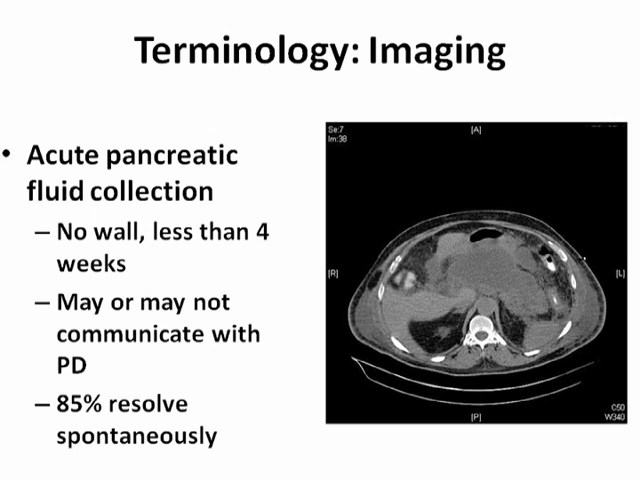 Terminology: Imaging
• Acute pancreatic
fluid collection
– No wall, less than 4
weeks
– May or may not
communicate with
PD
– 85% resolve
spontaneously
Se:7
Im:38
[A]
[R]
[L]
[P]
C50
W340